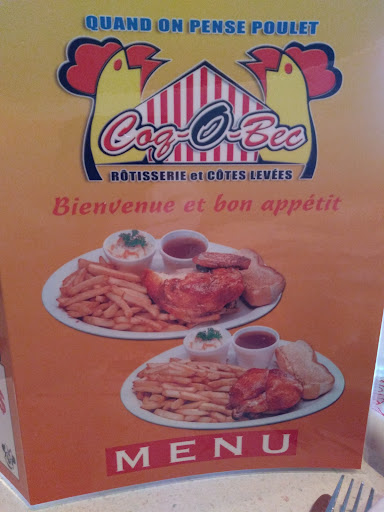 QUAND ON PENSE POULET
Coq-O-Bec
RÔTISSERIE et CÔTES LEVÉES
Bienvenue et bon appétit
MENU